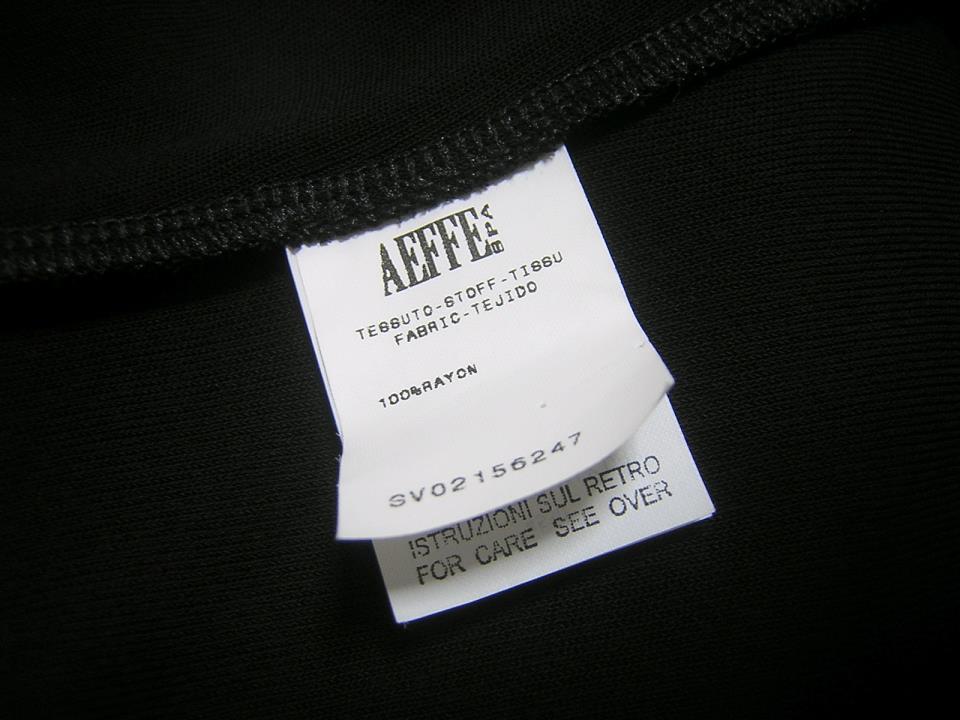 AEFFE SPA
TESSUTO-STOFF-TISSU
FABRIC-TEJIDO
100%RAYON
SV02156247
ISTRUZIONI SUL RETRO
FOR CARE SEE OVER